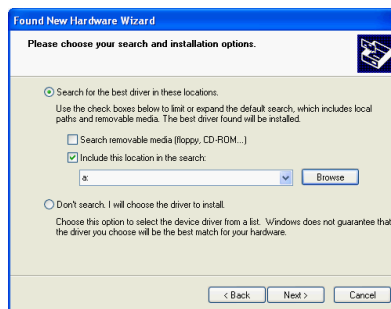 Found New Hardware Wizard
Please choose your search and installation options.
Search for the best driver in these locations.
Use the check boxes below to limit or expand the default search, which includes local
paths and removable media. The best driver found will be installed.
Search removable media (floppy, CD-ROM...)
Include this location in the search:
a:
Browse
Don't search. I will choose the driver to install.
Choose this option to select the device driver from a list. Windows does not guarantee that
the driver you choose will be the best match for your hardware.
< Back
Next >
Cancel